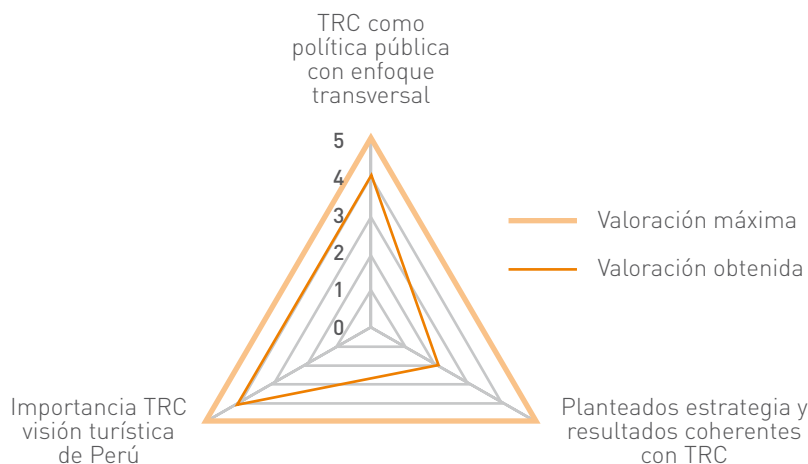 TRC como
política pública
con enfoque
transversal
5
4
3
2
1
0
Valoración máxima
Valoración obtenida
Importancia TRC
visión turística
de Perú
Planteados estrategia y
resultados coherentes
con TRC